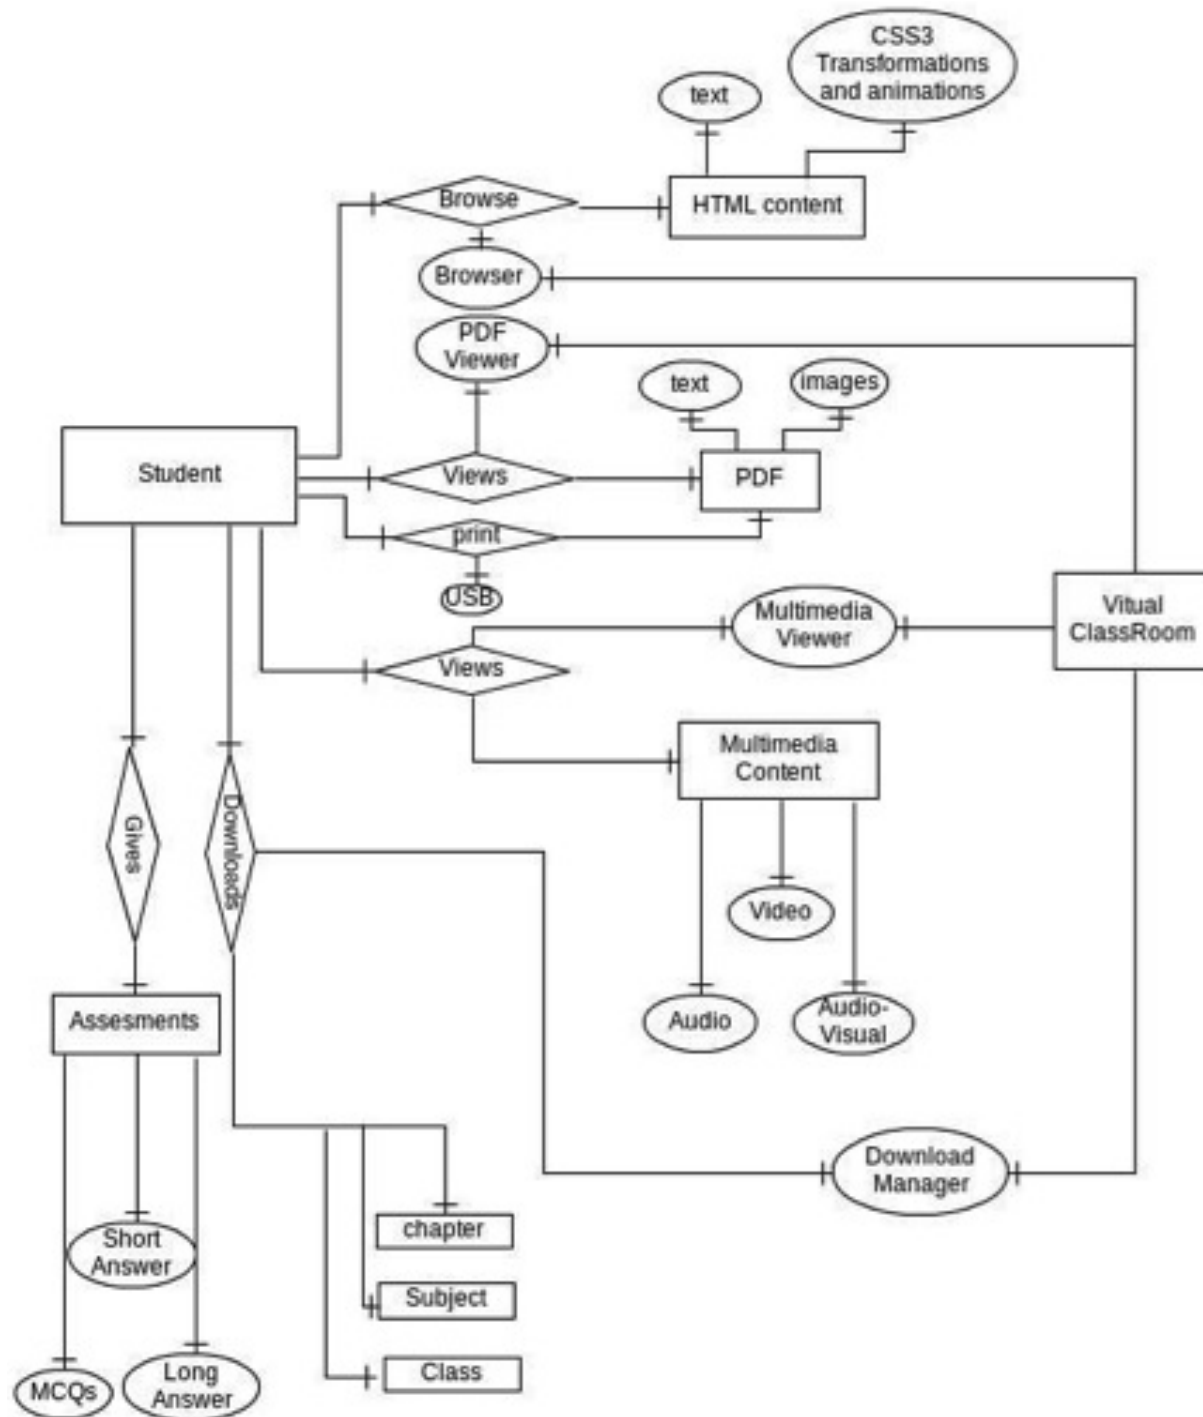 CSS3
Transformations
and animations
text
Browse
HTML content
Browser
PDF
Viewer
text
images
Student
Views
PDF
print
USB
Multimedia
Viewer
Vitual
ClassRoom
Views
Multimedia
Content
Gives
Downloads
Video
Audio
Audio-
Visual
Assesments
Download
Manager
chapter
Short
Answer
Subject
Class
MCQs
Long
Answer